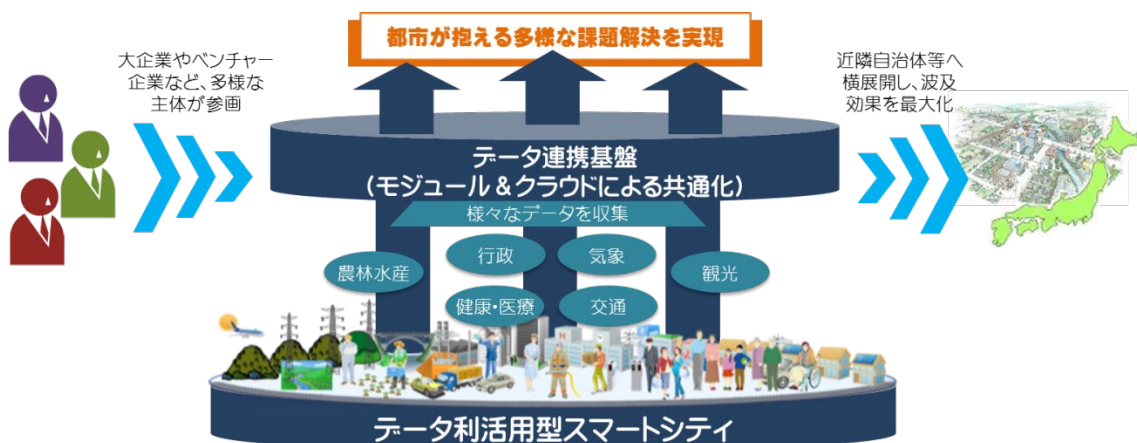 都市が抱える多様な課題解決を実現
大企業やベンチャー
企業など、多様な
主体が参画
近隣自治体等へ
横展開し、波及
効果を最大化
データ連携基盤
(モジュール&クラウドによる共通化)
様々なデータを収集
行政
気象
農林水産
観光
健康・医療
交通
データ利活用型スマートシティ